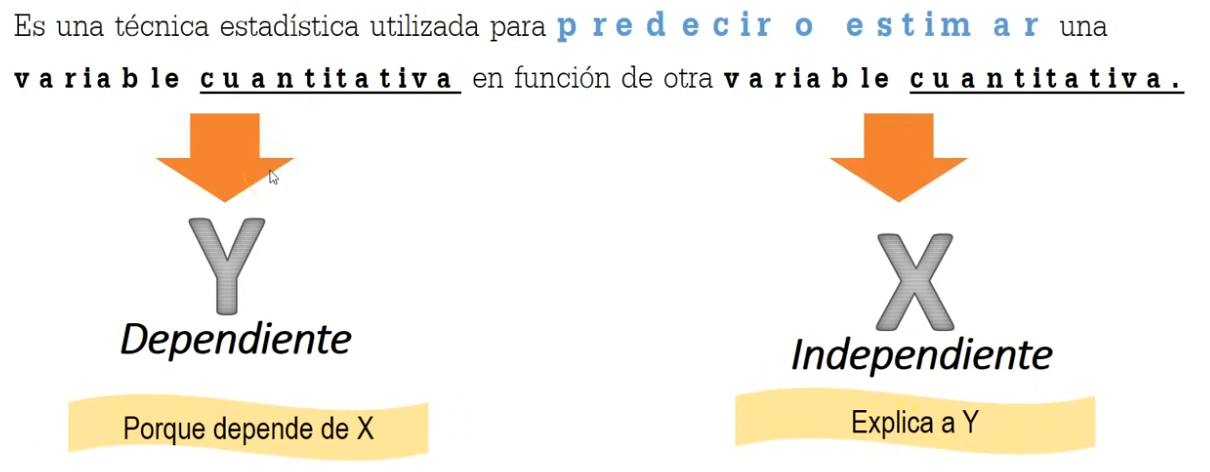 Es una técnica estadística utilizada para predecir o estimar una
variable cuantitativa en función de otra variable cuantitativa.
Y
X
Dependiente
Independiente
Porque depende de X
Explica a Y